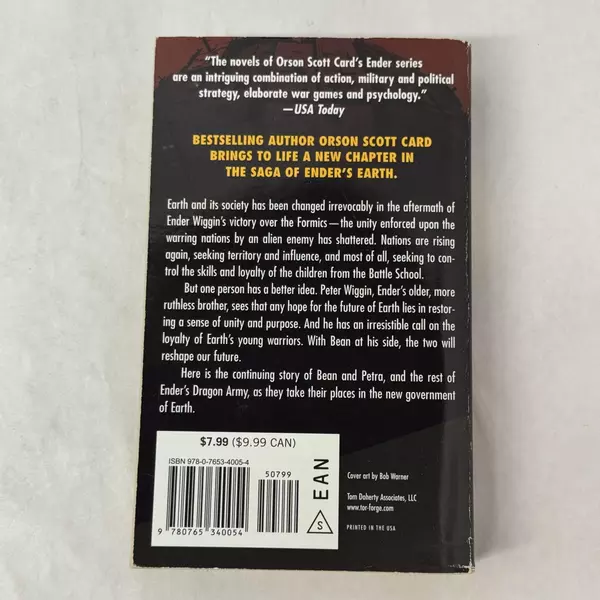 “The novels of Orson Scott Card’s Ender series
are an intriguing combination of action, military and political
strategy, elaborate war games and psychology.”
—USA Today
BESTSELLING AUTHOR ORSON SCOTT CARD
BRINGS TO LIFE A NEW CHAPTER IN
THE SAGA OF ENDER’S EARTH.
Earth and its society has been changed irrevocably in the aftermath of
Ender Wiggin’s victory over the Formics—the unity enforced upon the
warring nations by an alien enemy has shattered. Nations are rising
again, seeking territory and influence, and most of all, seeking to con-
trol the skills and loyalty of the children from the Battle School.
But one person has a better idea. Peter Wiggin, Ender’s older, more
ruthless brother, sees that any hope for the future of Earth lies in restor-
ing a sense of unity and purpose. And he has an irresistible call on the
loyalty of Earth’s young warriors. With Bean at his side, the two will
reshape our future.
Here is the continuing story of Bean and Petra, and the rest of
Ender’s Dragon Army, as they take their places in the new government
of Earth.
$7.99 ($9.99 CAN)
ISBN 978-0-7653-4005-4
50799
9 780765 340054
EAN
S
Cover art by Bob Warner
Tom Doherty Associates, LLC
www.tor-forge.com
PRINTED IN THE USA